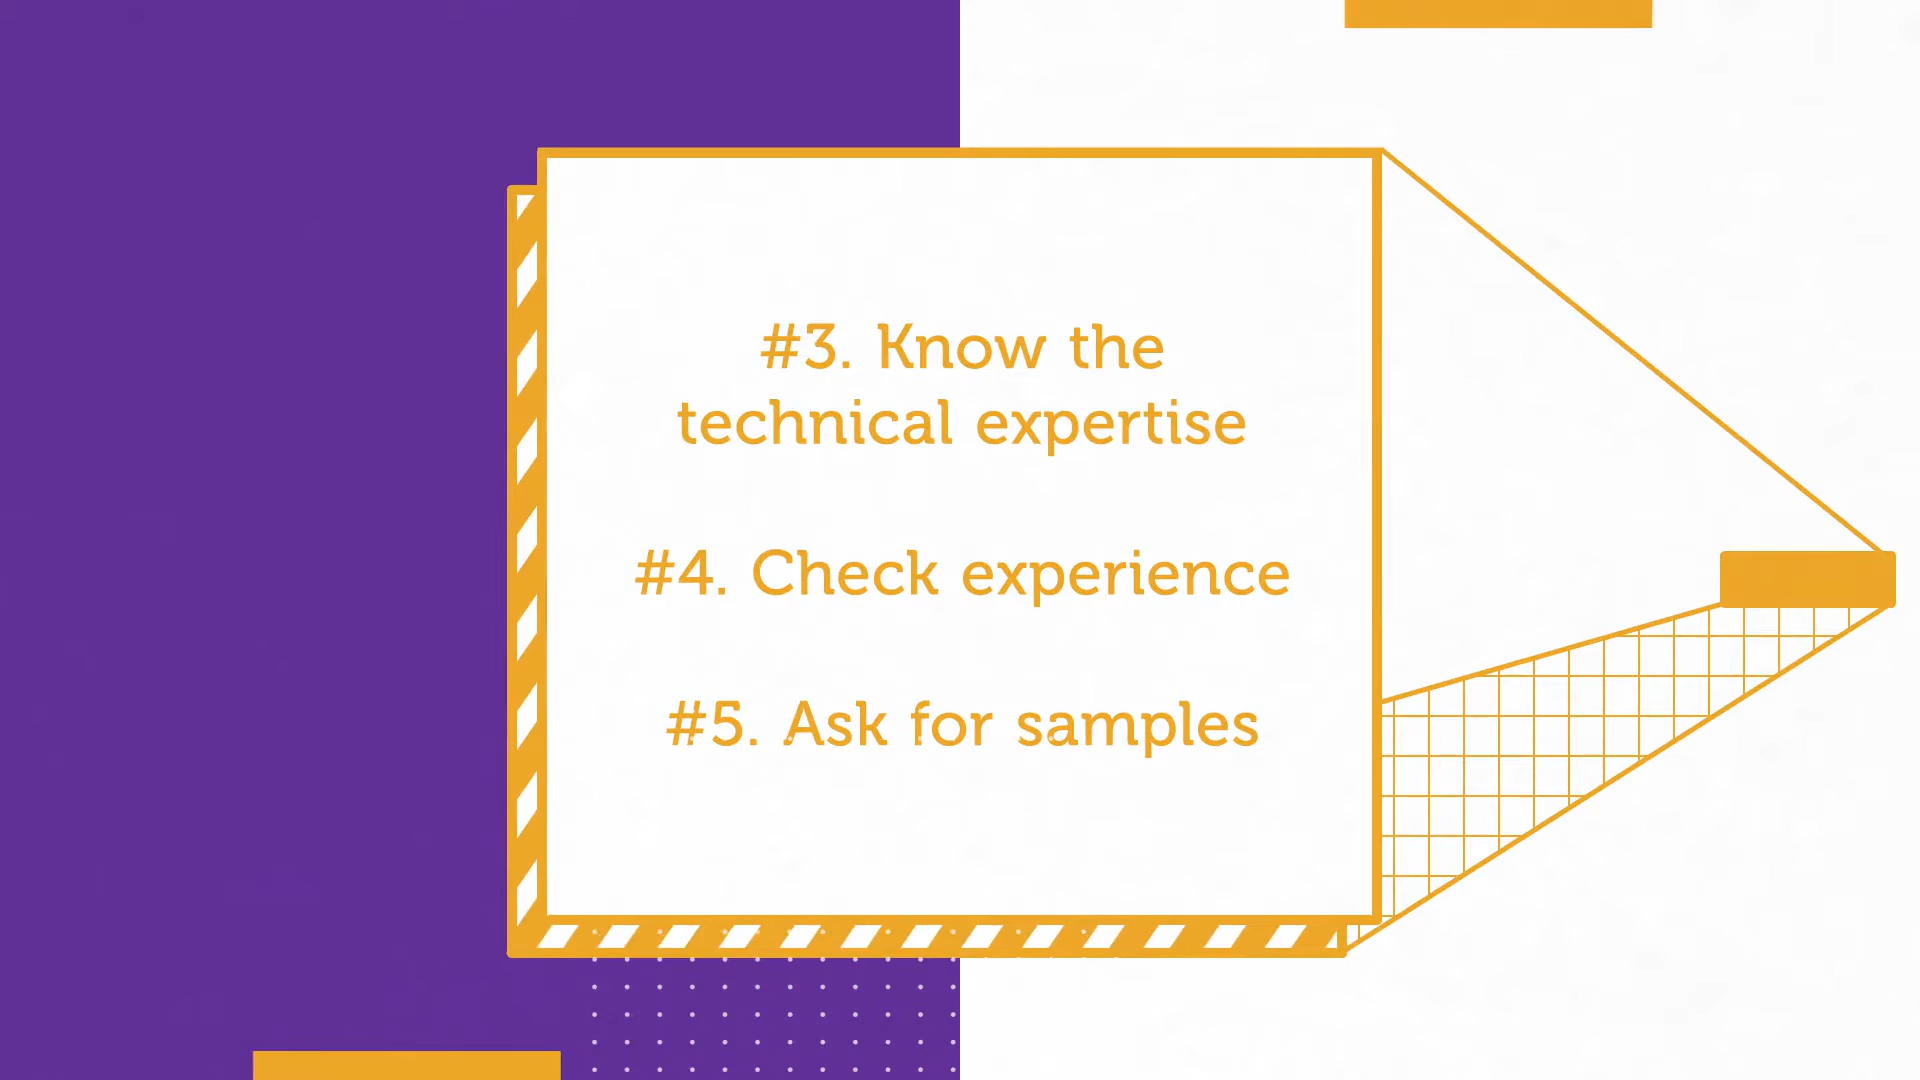 #3. Know the
technical expertise
#4. Check experience
#5. Ask for samples